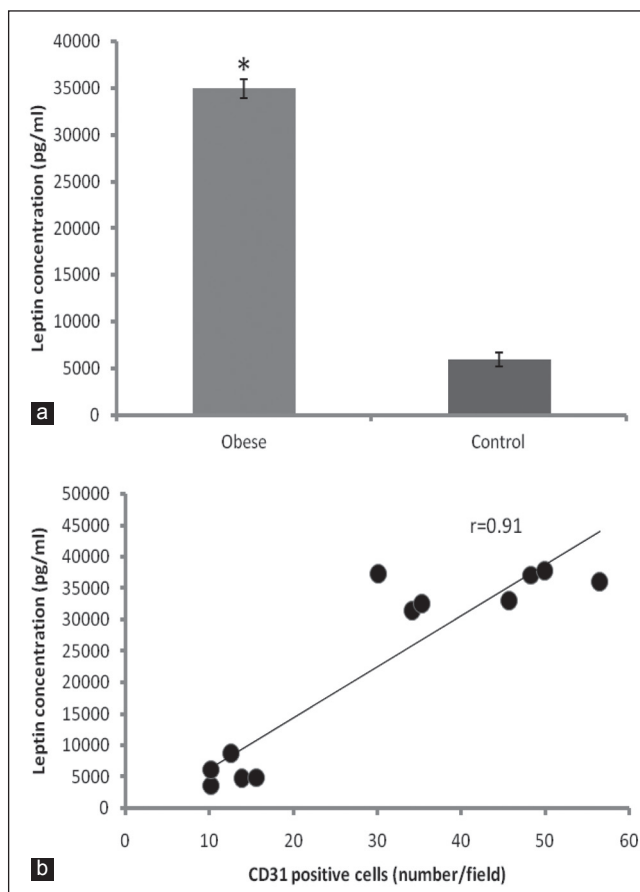 40000
*
35000
30000
25000
20000
15000
10000
5000
0
Leptin concentration (pg/ml)
Obese
Control
a
50000
45000
40000
35000
30000
25000
20000
15000
10000
5000
0
Leptin concentration (pg/ml)
r=0.91
0 10 20 30 40 50 60
CD31 positive cells (number/field)
b